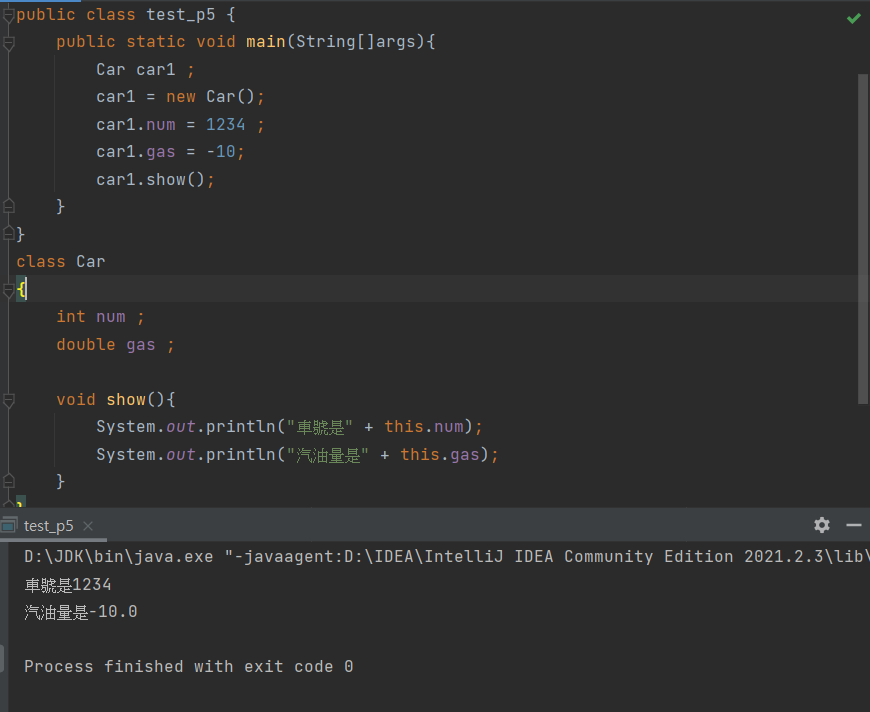 public class test_p5 {
    public static void main(String[]args){
        Car car1 ;
        car1 = new Car();
        car1.num = 1234 ;
        car1.gas = -10;
        car1.show();
    }
}
class Car
{
    int num ;
    double gas ;
    void show(){
        System.out.println("車號是" + this.num);
        System.out.println("汽油量是" + this.gas);
    }
}
test_p5
D:\JDK\bin\java.exe "-javaagent:D:\IDEA\IntelliJ IDEA Community Edition 2021.2.3\lib\
車號是1234
汽油量是-10.0
Process finished with exit code 0